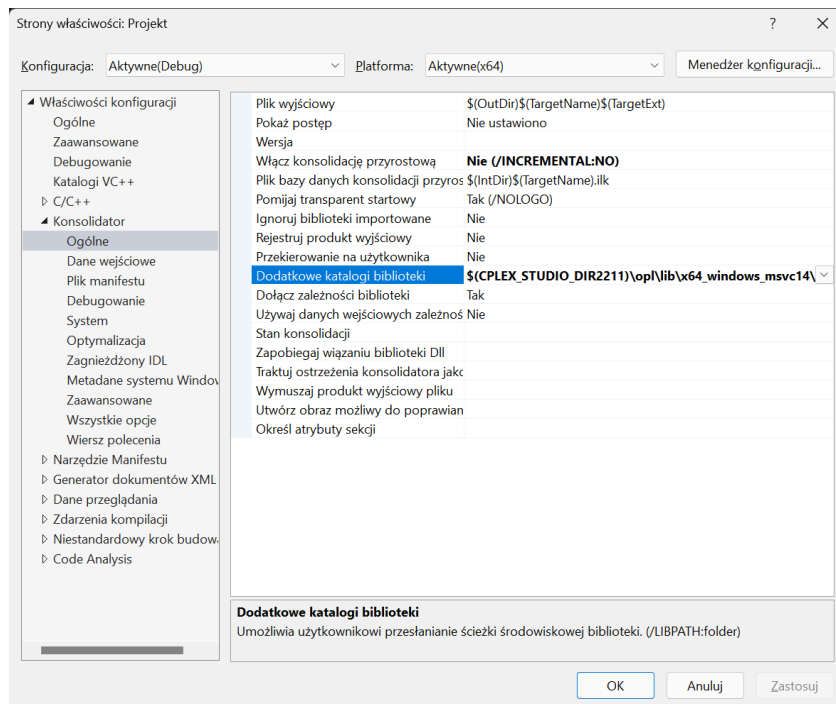 Strony właściwości: Projekt
Konfiguracja: Aktywne(Debug) Platforma: Aktywne(x64) Menedżer konfiguracji...
Właściwości konfiguracji
Ogólne
Zaawansowane
Debugowanie
Katalogi VC++
C/C++
Konsolidator
Ogólne
Dane wejściowe
Plik manifestu
Debugowanie
System
Optymalizacja
Zagnieżdżony IDL
Metadane systemu Window
Zaawansowane
Wszystkie opcje
Wiersz polecenia
Narzędzie Manifestu
Generator dokumentów XML
Dane przeglądania
Zdarzenia kompilacji
Niestandardowy krok budowa
Code Analysis
Plik wyjściowy $(OutDir)$(TargetName)$(TargetExt)
Pokaż postęp Nie ustawiono
Wersja
Włącz konsolidację przyrostową Nie (/INCREMENTAL:NO)
Plik bazy danych konsolidacji przyros $(IntDir)$(TargetName).ilk
Pomijaj transparent startowy Tak (/NOLOGO)
Ignoruj biblioteki importowane Nie
Rejestruj produkt wyjściowy Nie
Przekierowanie na użytkownika Nie
Dodatkowe katalogi biblioteki $(CPLEX_STUDIO_DIR2211)\opl\lib\x64_windows_msvc14\
Dołącz zależności biblioteki Tak
Używaj danych wejściowych zależnoś Nie
Stan konsolidacji
Zapobiegaj wiązaniu biblioteki Dll
Traktuj ostrzeżenia konsolidatora jako
Wymuszaj produkt wyjściowy pliku
Utwórz obraz możliwy do poprawian
Określ atrybuty sekcji
Dodatkowe katalogi biblioteki
Umożliwia użytkownikowi przesłanianie ścieżki środowiskowej biblioteki. (/LIBPATH:folder)
OK Anuluj Zastosuj